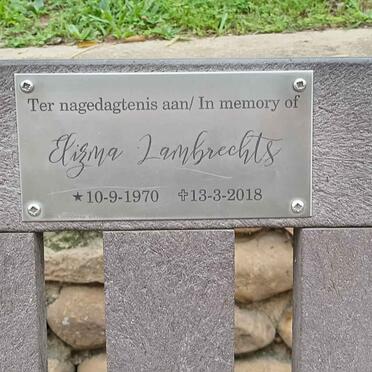 Ter nagedagtenis aan/ In memory of
Elizma Lambrechts
★10-9-1970 ✞13-3-2018